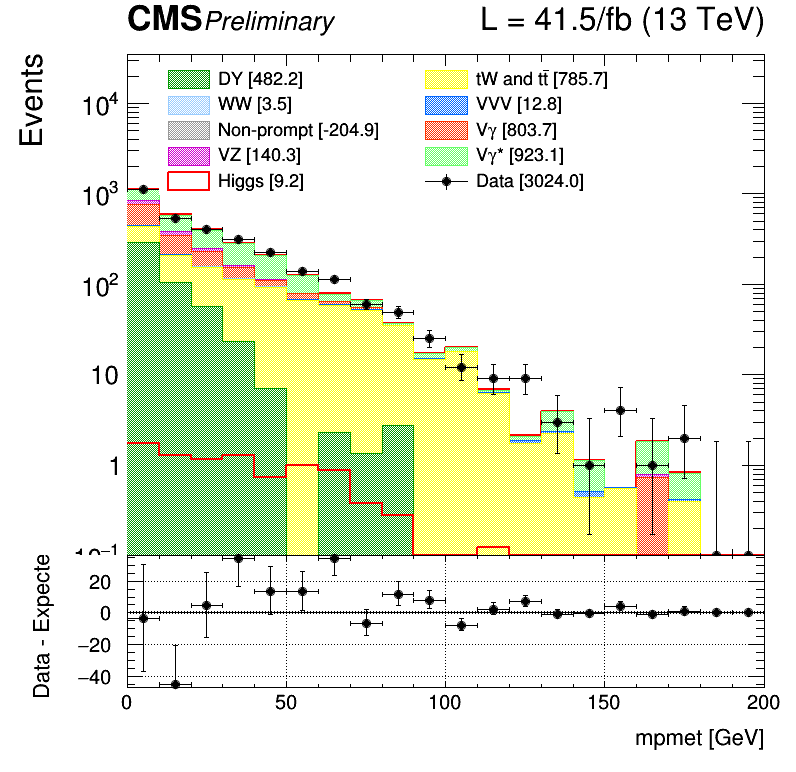 CMS Preliminary L = 41.5/fb (13 TeV)
Events
DY [482.2] tW and tt̄ [785.7]
WW [3.5] VVV [12.8]
Non-prompt [-204.9] Vγ [803.7]
VZ [140.3] Vγ* [923.1]
Higgs [9.2] Data [3024.0]
10⁴
10³
10²
10
1
Data - Expecte
20
0
−20
−40
0 50 100 150 200
mpmet [GeV]